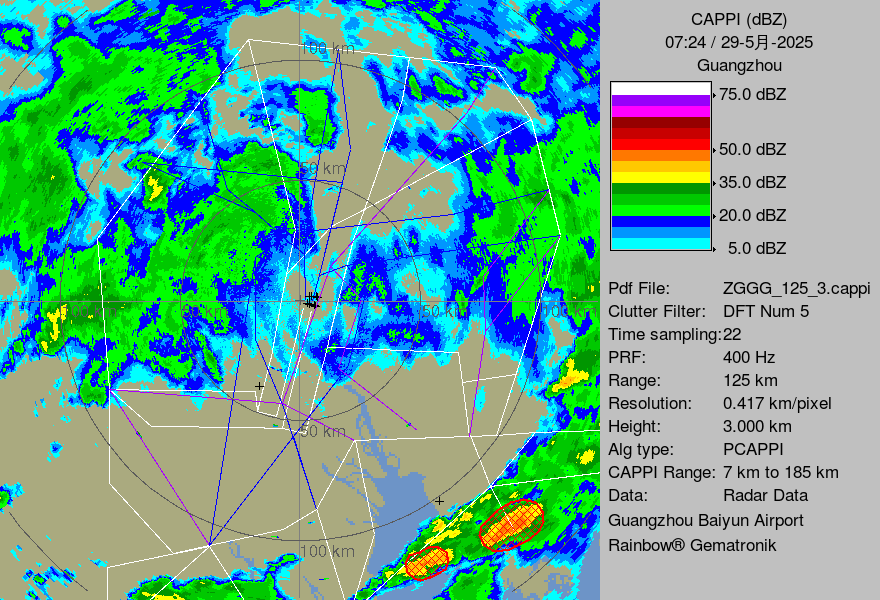 CAPPI (dBZ)
07:24 / 29-5月-2025
Guangzhou
75.0 dBZ
50.0 dBZ
35.0 dBZ
20.0 dBZ
5.0 dBZ
Pdf File: ZGGG_125_3.cappi
Clutter Filter: DFT Num 5
Time sampling:22
PRF: 400 Hz
Range: 125 km
Resolution: 0.417 km/pixel
Height: 3.000 km
Alg type: PCAPPI
CAPPI Range: 7 km to 185 km
Data: Radar Data
Guangzhou Baiyun Airport
Rainbow® Gematronik
100 km
50 km
50 km
100 km
50 km
100 km